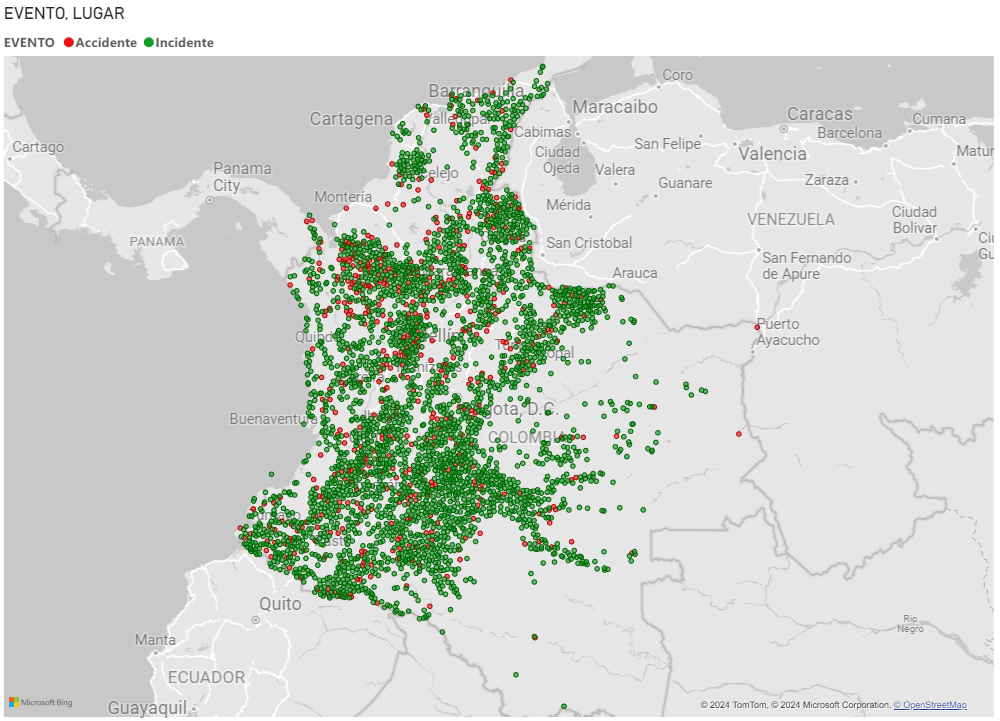 EVENTO, LUGAR
EVENTO Accidente Incidente
Coro
Barranquilla
Maracaibo
Cartagena
Caracas
Cumana
Barcelona
Cabimas
San Felipe
Valencia
Cartago
Ciudad
Ojeda
Valera
Panama
City
Zaraza
Guanare
Montería
Mérida
VENEZUELA
Ciudad
Bolivar
PANAMA
San Cristobal
San Fernando
de Apure
Arauca
Puerto
Ayacucho
Buenaventura
Bogota, D.C.
COLOMBIA
Quito
Rio
Negro
Manta
ECUADOR
Guayaquil
Microsoft Bing
© 2024 TomTom, © 2024 Microsoft Corporation, © OpenStreetMap